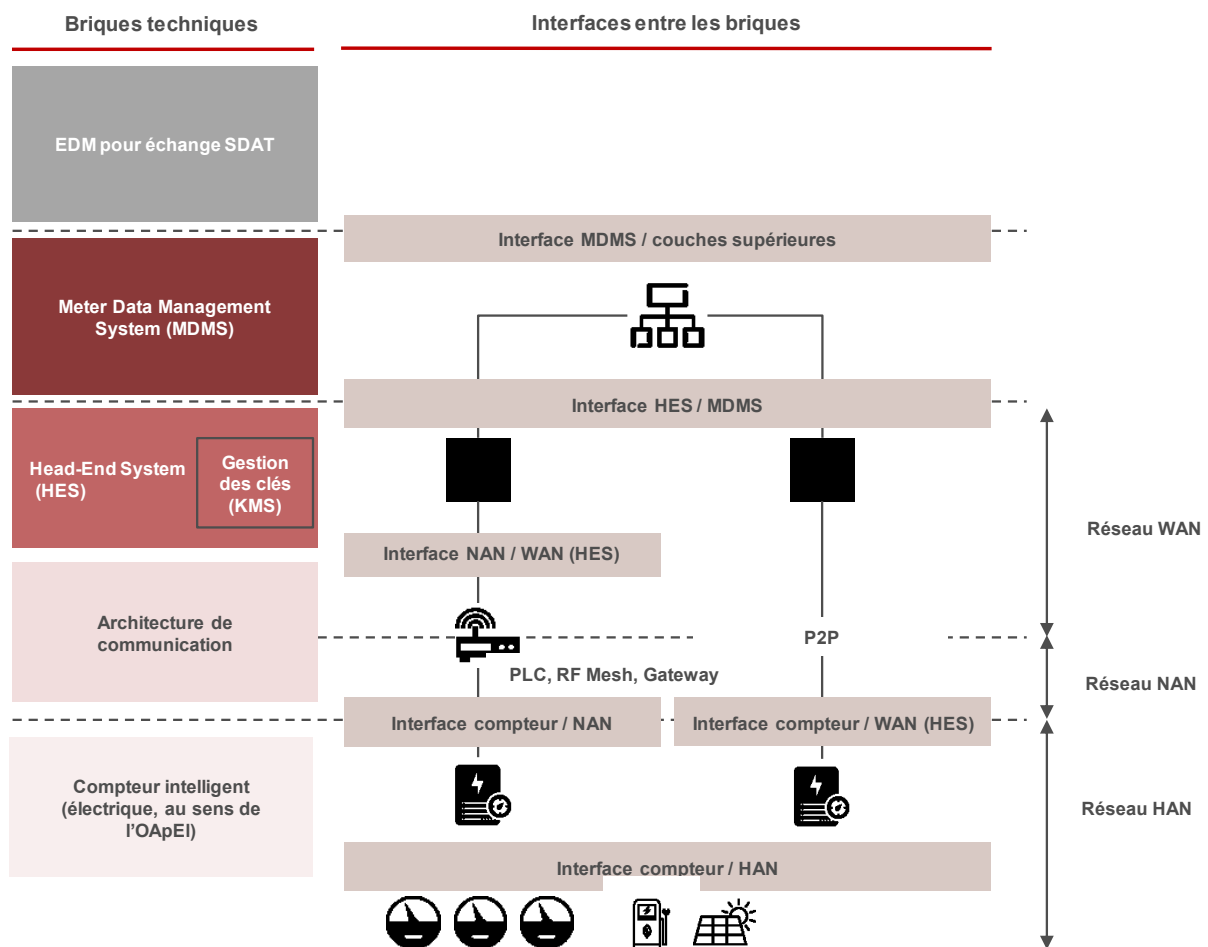 Briques techniques
Interfaces entre les briques
EDM pour échange SDAT
Interface MDMS / couches supérieures
Meter Data Management
System (MDMS)
Interface HES / MDMS
Head-End System
(HES)
Gestion
des clés
(KMS)
Réseau WAN
Interface NAN / WAN (HES)
Architecture de
communication
P2P
PLC, RF Mesh, Gateway
Réseau NAN
Interface compteur / NAN
Interface compteur / WAN (HES)
Compteur intelligent
(électrique, au sens de
l'OApEl)
Réseau HAN
Interface compteur / HAN